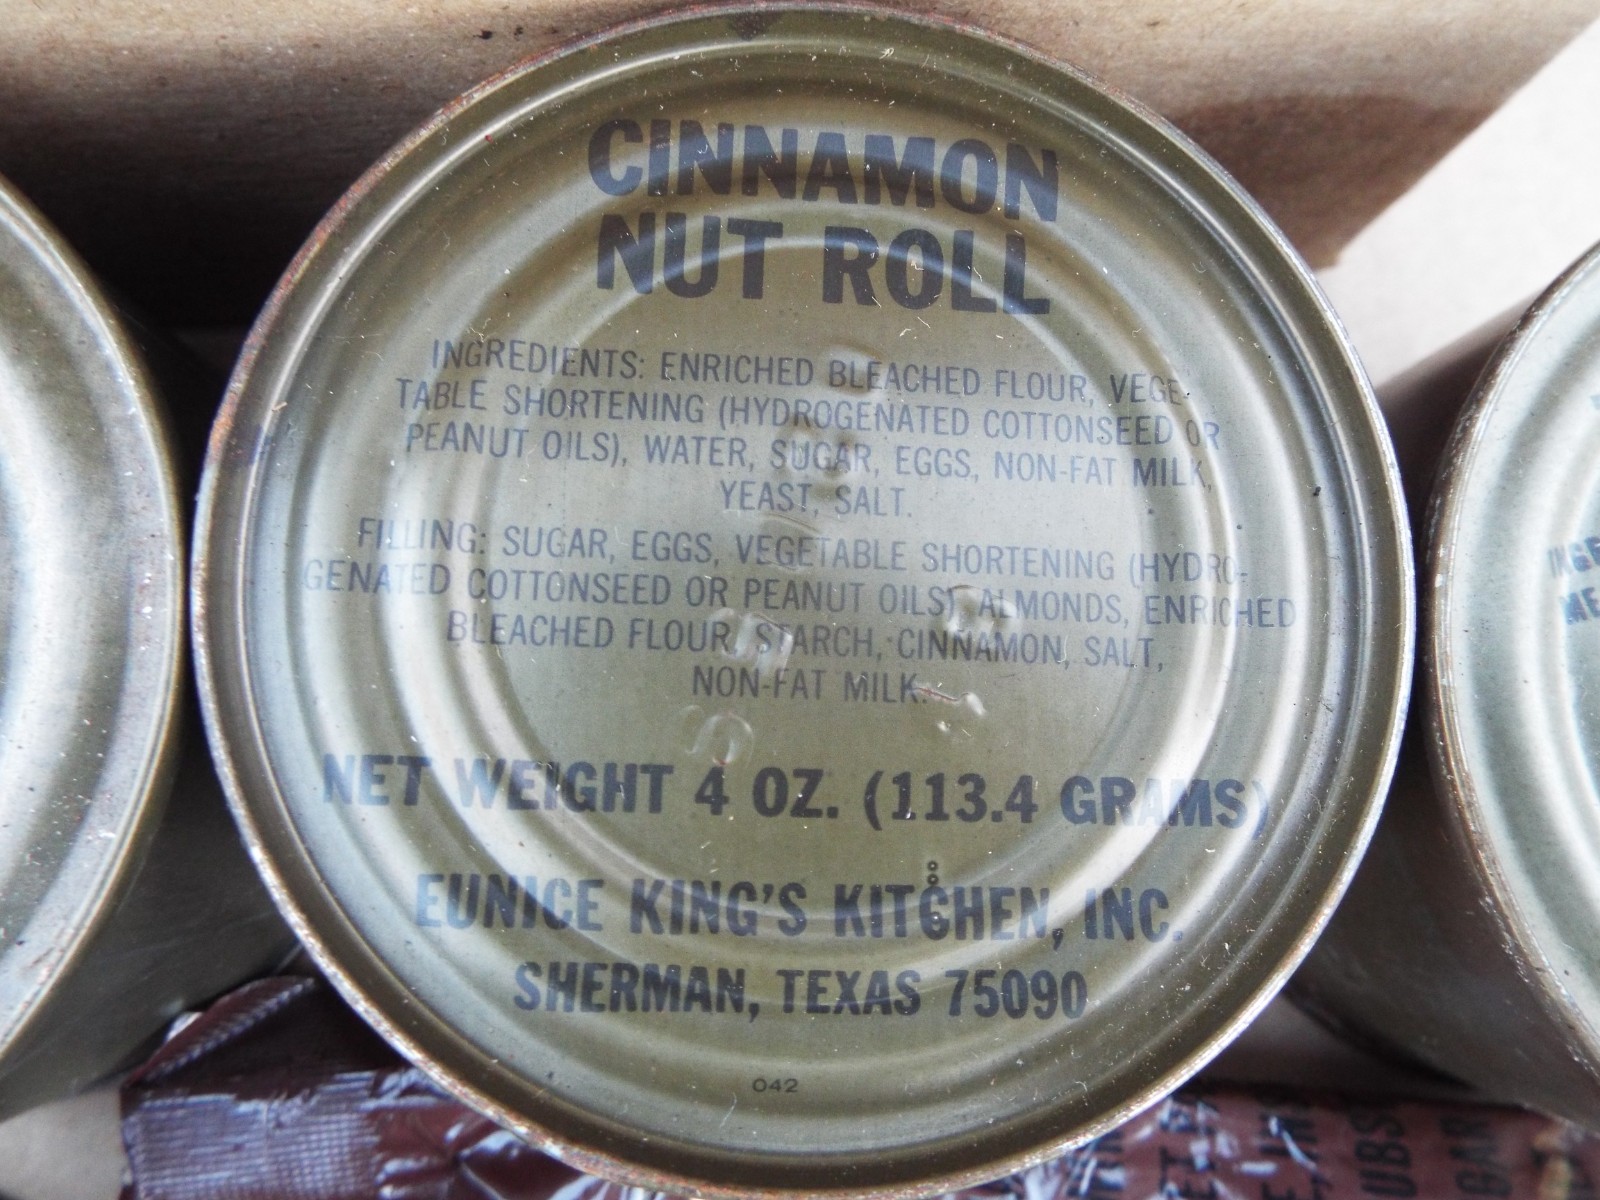 CINNAMON
NUT ROLL
INGREDIENTS: ENRICHED BLEACHED FLOUR, VEGE-
TABLE SHORTENING (HYDROGENATED COTTONSEED OR
PEANUT OILS), WATER, SUGAR, EGGS, NON-FAT MILK,
YEAST, SALT.
FILLING: SUGAR, EGGS, VEGETABLE SHORTENING (HYDRO-
GENATED COTTONSEED OR PEANUT OILS), ALMONDS, ENRICHED
BLEACHED FLOUR, STARCH, CINNAMON, SALT,
NON-FAT MILK.
NET WEIGHT 4 OZ. (113.4 GRAMS)
EUNICE KING'S KITCHEN, INC.
SHERMAN, TEXAS 75090
042